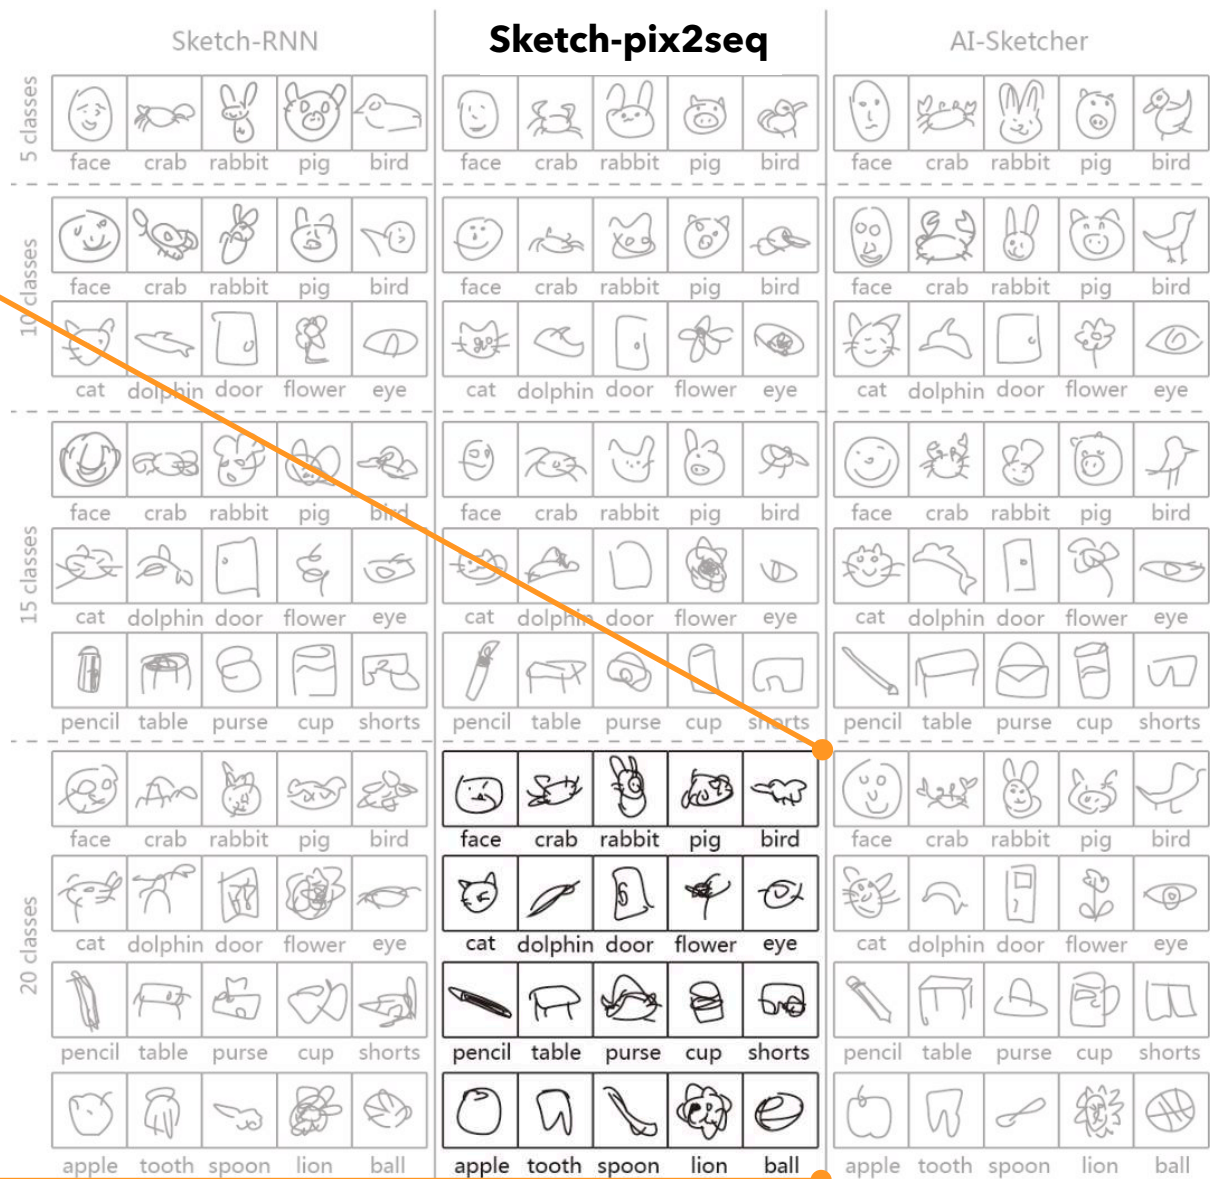 Sketch-RNN Sketch-pix2seq AI-Sketcher
5 classes
face crab rabbit pig bird face crab rabbit pig bird face crab rabbit pig bird
10 classes
face crab rabbit pig bird face crab rabbit pig bird face crab rabbit pig bird
cat dolphin door flower eye cat dolphin door flower eye cat dolphin door flower eye
15 classes
face crab rabbit pig bird face crab rabbit pig bird face crab rabbit pig bird
cat dolphin door flower eye cat dolphin door flower eye cat dolphin door flower eye
pencil table purse cup shorts pencil table purse cup shorts pencil table purse cup shorts
20 classes
face crab rabbit pig bird face crab rabbit pig bird face crab rabbit pig bird
cat dolphin door flower eye cat dolphin door flower eye cat dolphin door flower eye
pencil table purse cup shorts pencil table purse cup shorts pencil table purse cup shorts
apple tooth spoon lion ball apple tooth spoon lion ball apple tooth spoon lion ball